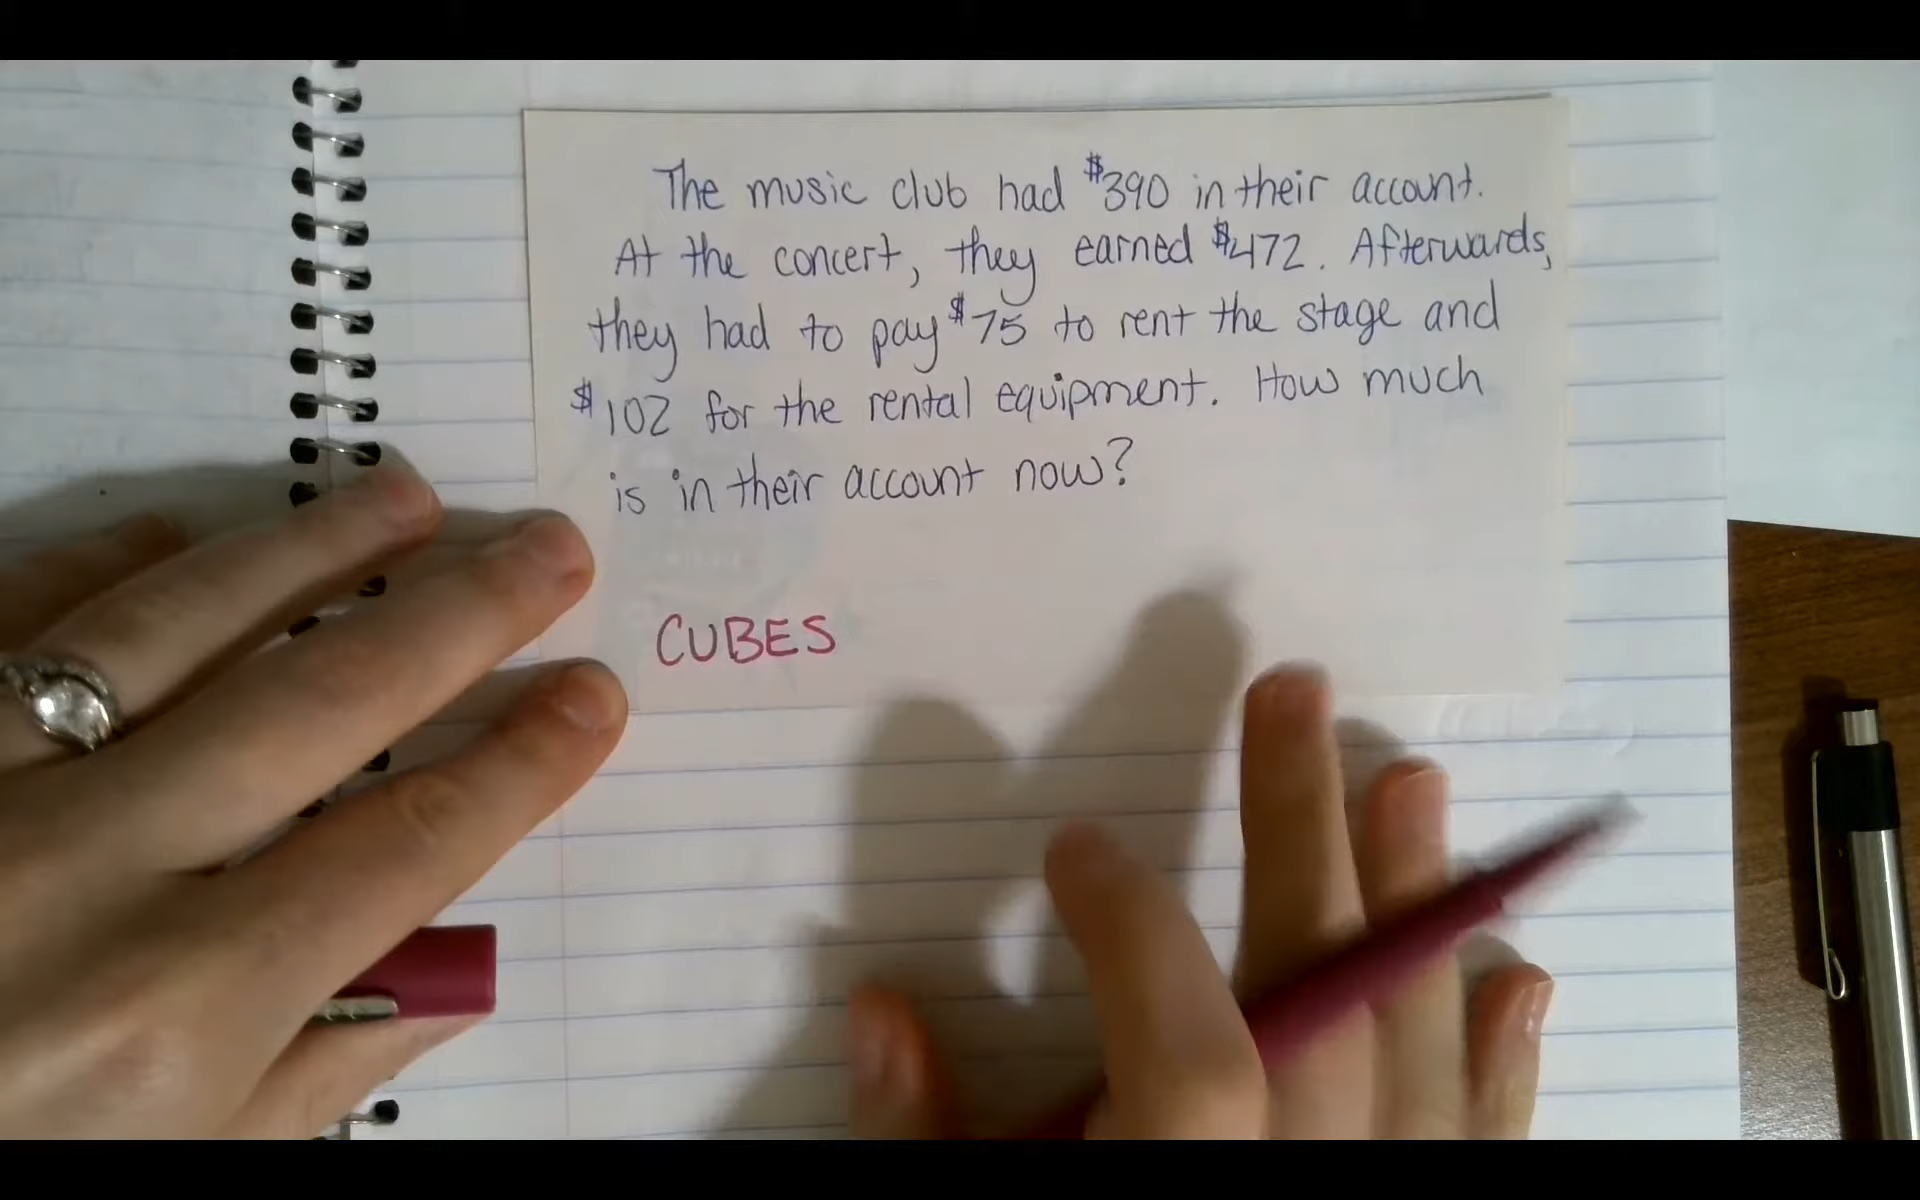 The music club had $390 in their account.
At the concert, they earned $472. Afterwards,
they had to pay $75 to rent the stage and
$102 for the rental equipment. How much
is in their account now?
CUBES